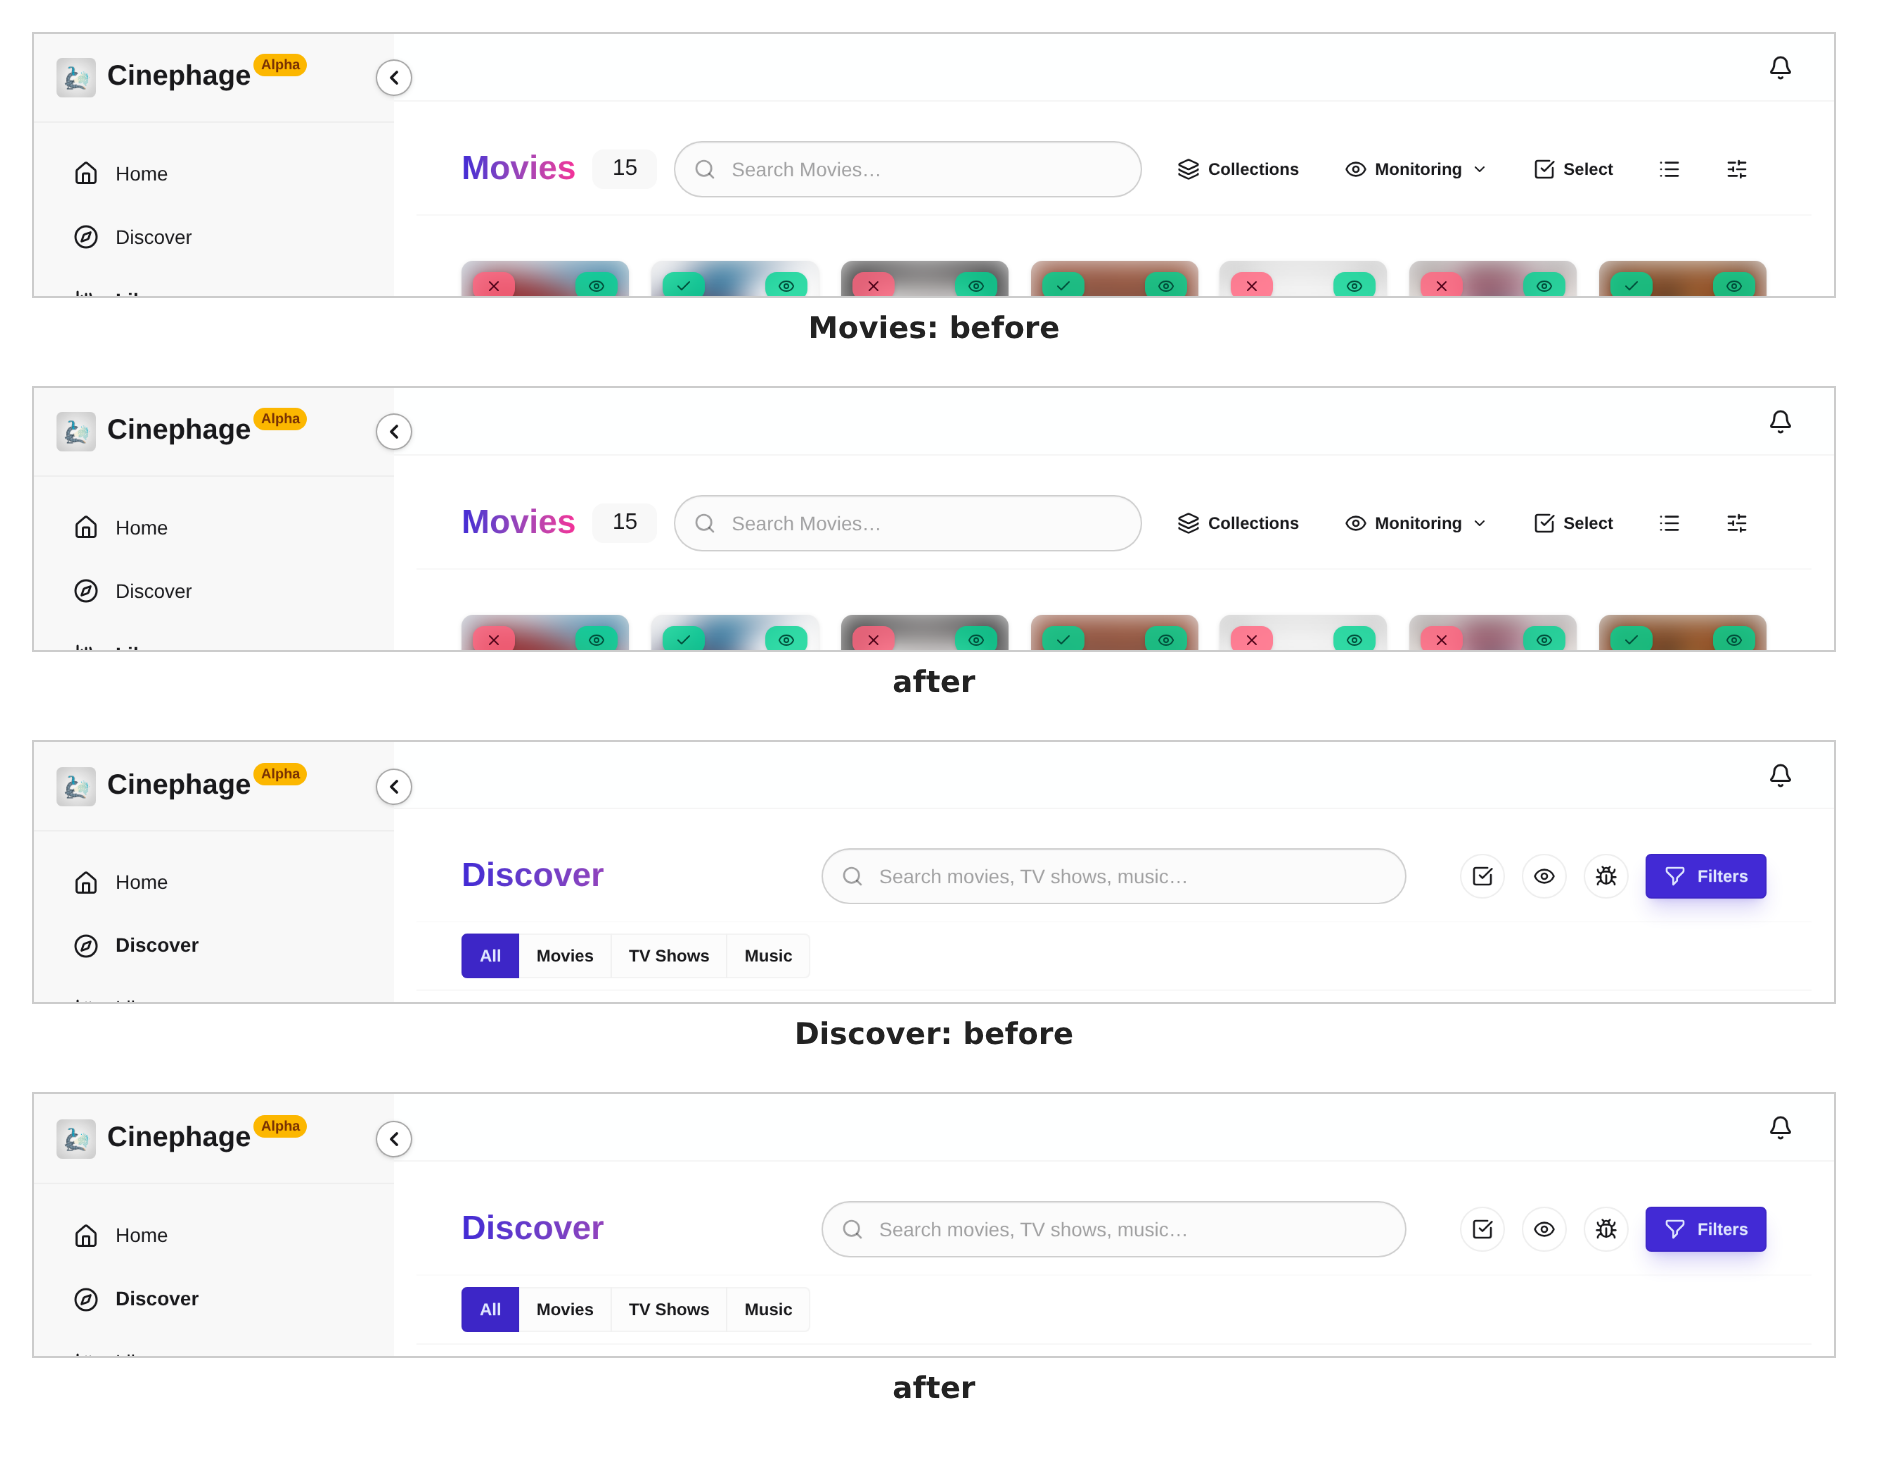 Cinephage Alpha
Home
Discover
Movies 15 Search Movies... Collections Monitoring Select
Movies: before
Cinephage Alpha
Home
Discover
Movies 15 Search Movies... Collections Monitoring Select
after
Cinephage Alpha
Home
Discover
Discover Search movies, TV shows, music... Filters
All Movies TV Shows Music
Discover: before
Cinephage Alpha
Home
Discover
Discover Search movies, TV shows, music... Filters
All Movies TV Shows Music
after